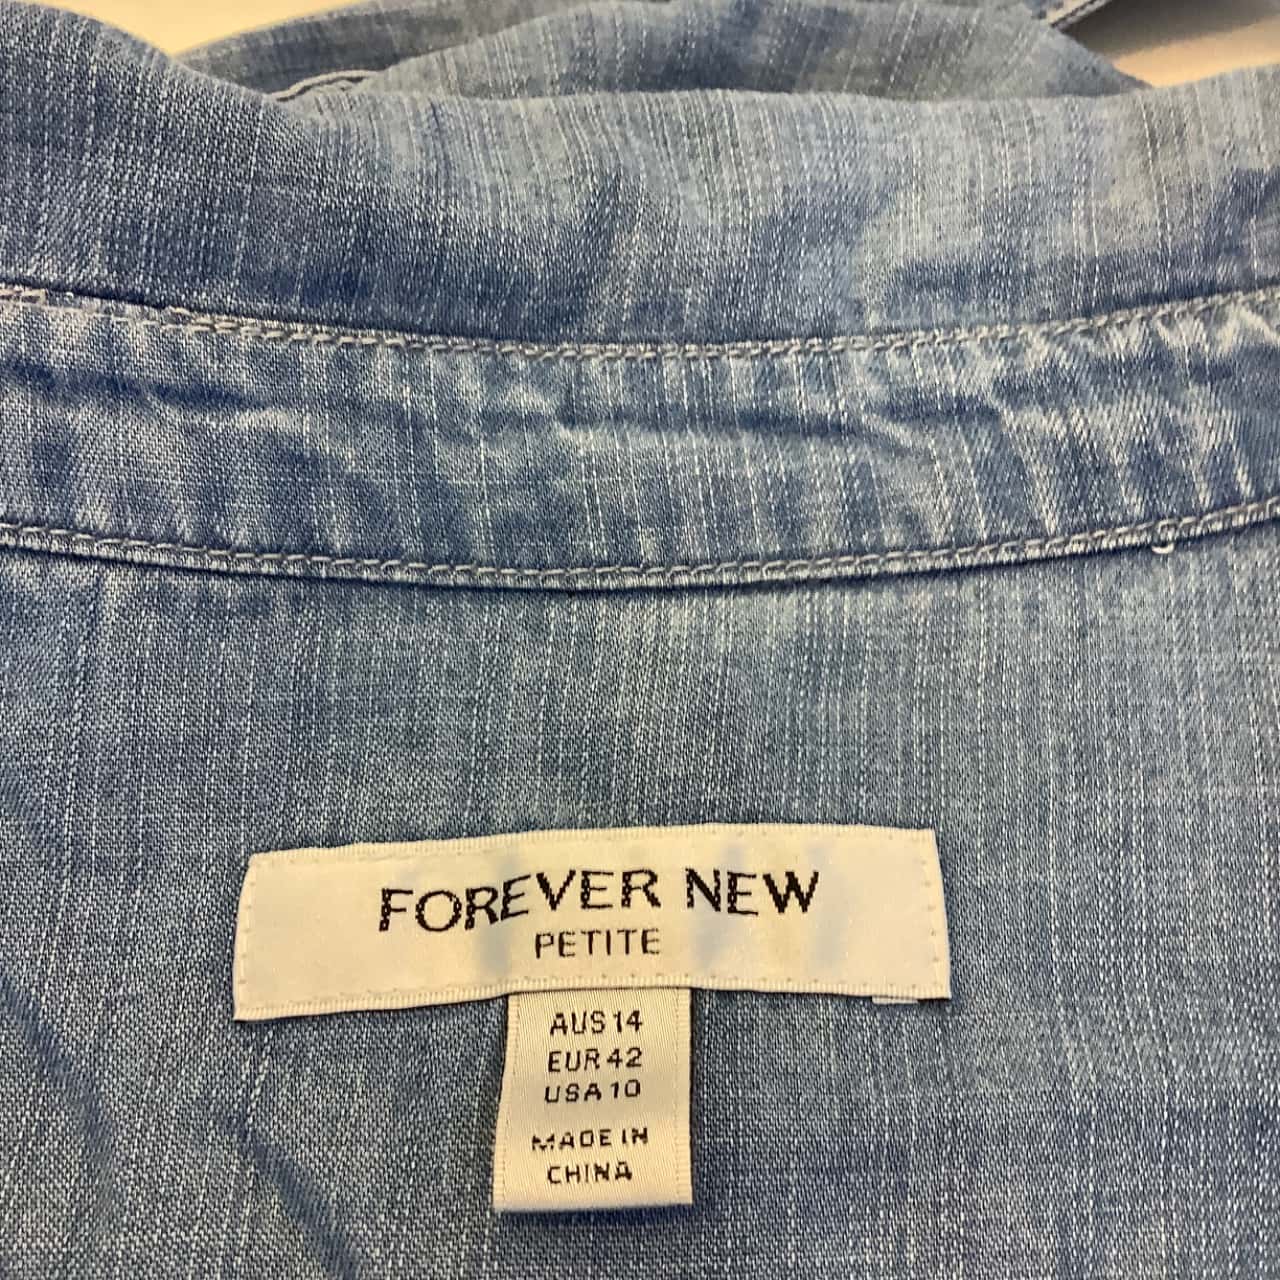 FOREVER NEW
PETITE
AUS 14
EUR 42
USA 10
MADE IN
CHINA